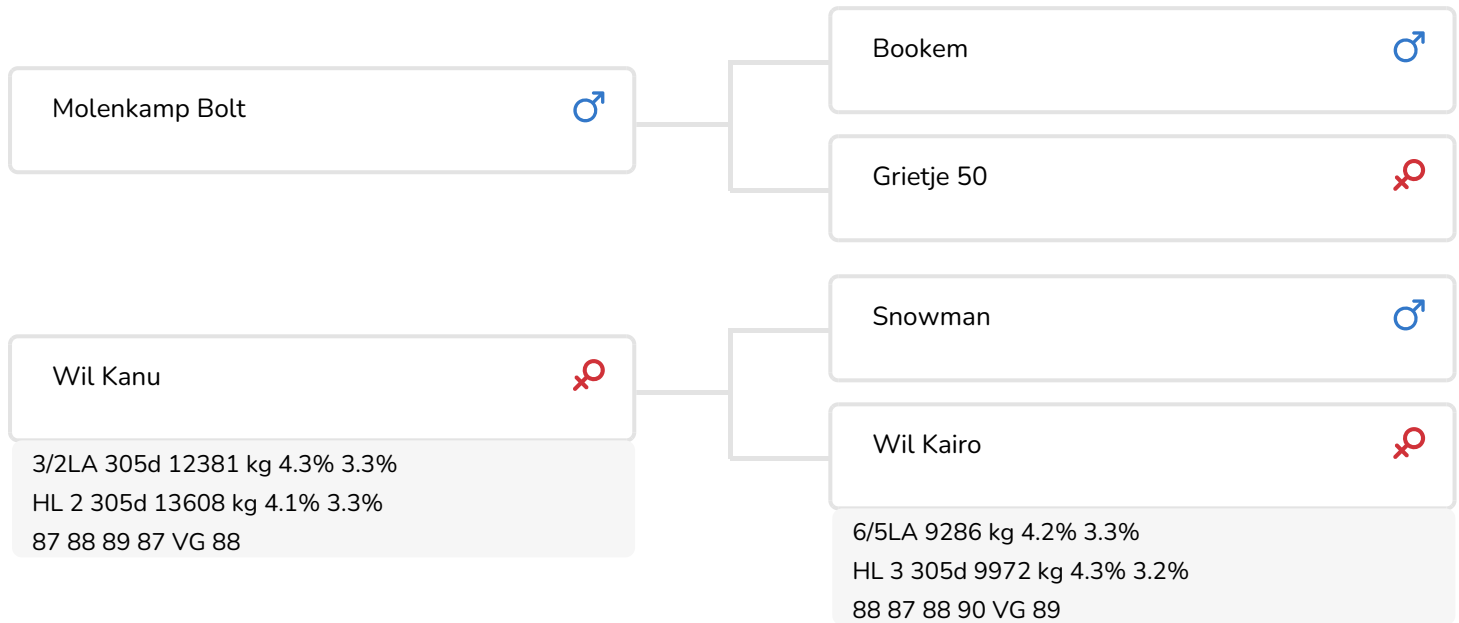 Molenkamp Bolt
Bookem
Grietje 50
Wil Kanu
3/2LA 305d 12381 kg 4.3% 3.3%
HL 2 305d 13608 kg 4.1% 3.3%
87 88 89 87 VG 88
Snowman
Wil Kairo
6/5LA 9286 kg 4.2% 3.3%
HL 3 305d 9972 kg 4.3% 3.2%
88 87 88 90 VG 89